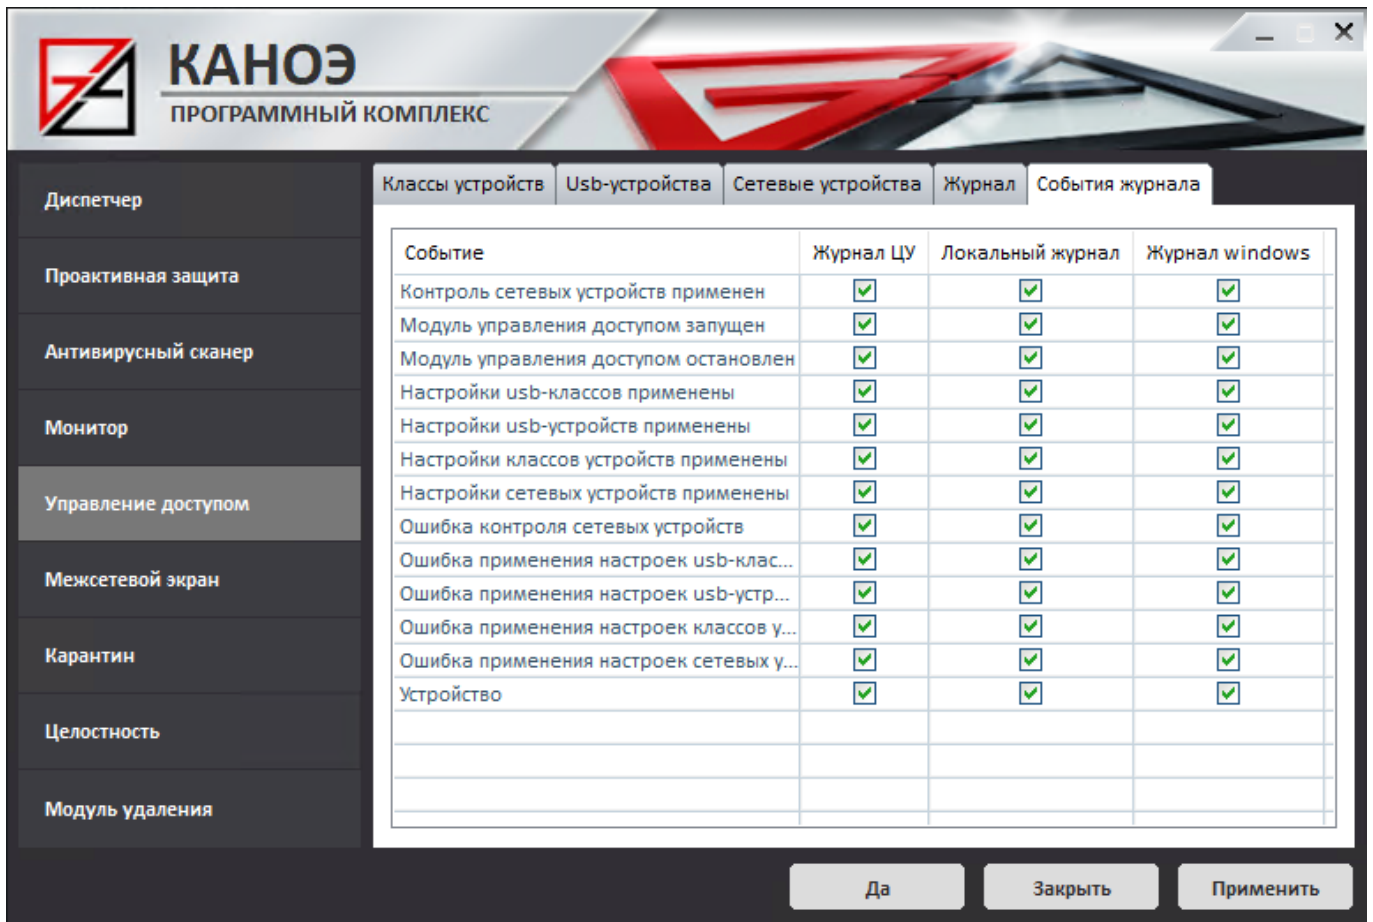 КАНОЭ
ПРОГРАММНЫЙ КОМПЛЕКС
Диспетчер
Проактивная защита
Антивирусный сканер
Монитор
Управление доступом
Межсетевой экран
Карантин
Целостность
Модуль удаления
Классы устройств Usb-устройства Сетевые устройства Журнал События журнала
Событие Журнал ЦУ Локальный журнал Журнал windows
Контроль сетевых устройств применен
Модуль управления доступом запущен
Модуль управления доступом остановлен
Настройки usb-классов применены
Настройки usb-устройств применены
Настройки классов устройств применены
Настройки сетевых устройств применены
Ошибка контроля сетевых устройств
Ошибка применения настроек usb-клас...
Ошибка применения настроек usb-устр...
Ошибка применения настроек классов у...
Ошибка применения настроек сетевых у...
Устройство
Да Закрыть Применить